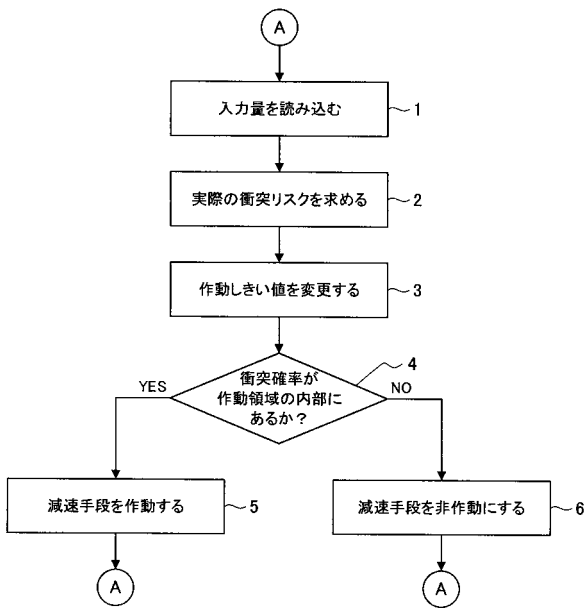 A
入力量を読み込む
1
実際の衝突リスクを求める
2
作動しきい値を変更する
3
4
衝突確率が
作動領域の内部に
あるか？
YES
NO
減速手段を作動する
5
減速手段を非作動にする
6
A
A